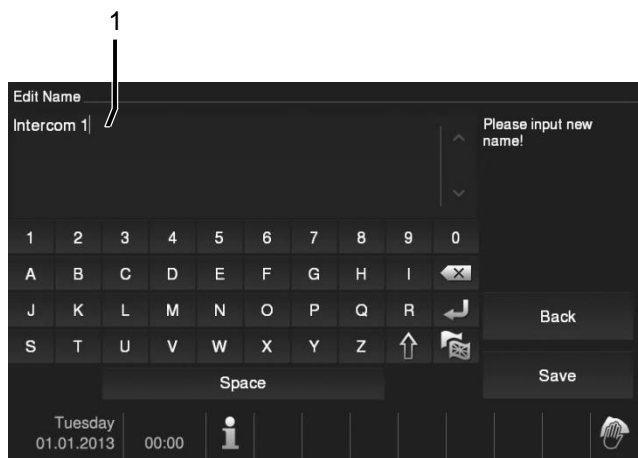 1
Edit Name
Intercom 1
Please input new
name!
1 2 3 4 5 6 7 8 9 0
A B C D E F G H I
J K L M N O P Q R
Back
S T U V W X Y Z
Space
Save
Tuesday
01.01.2013 00:00